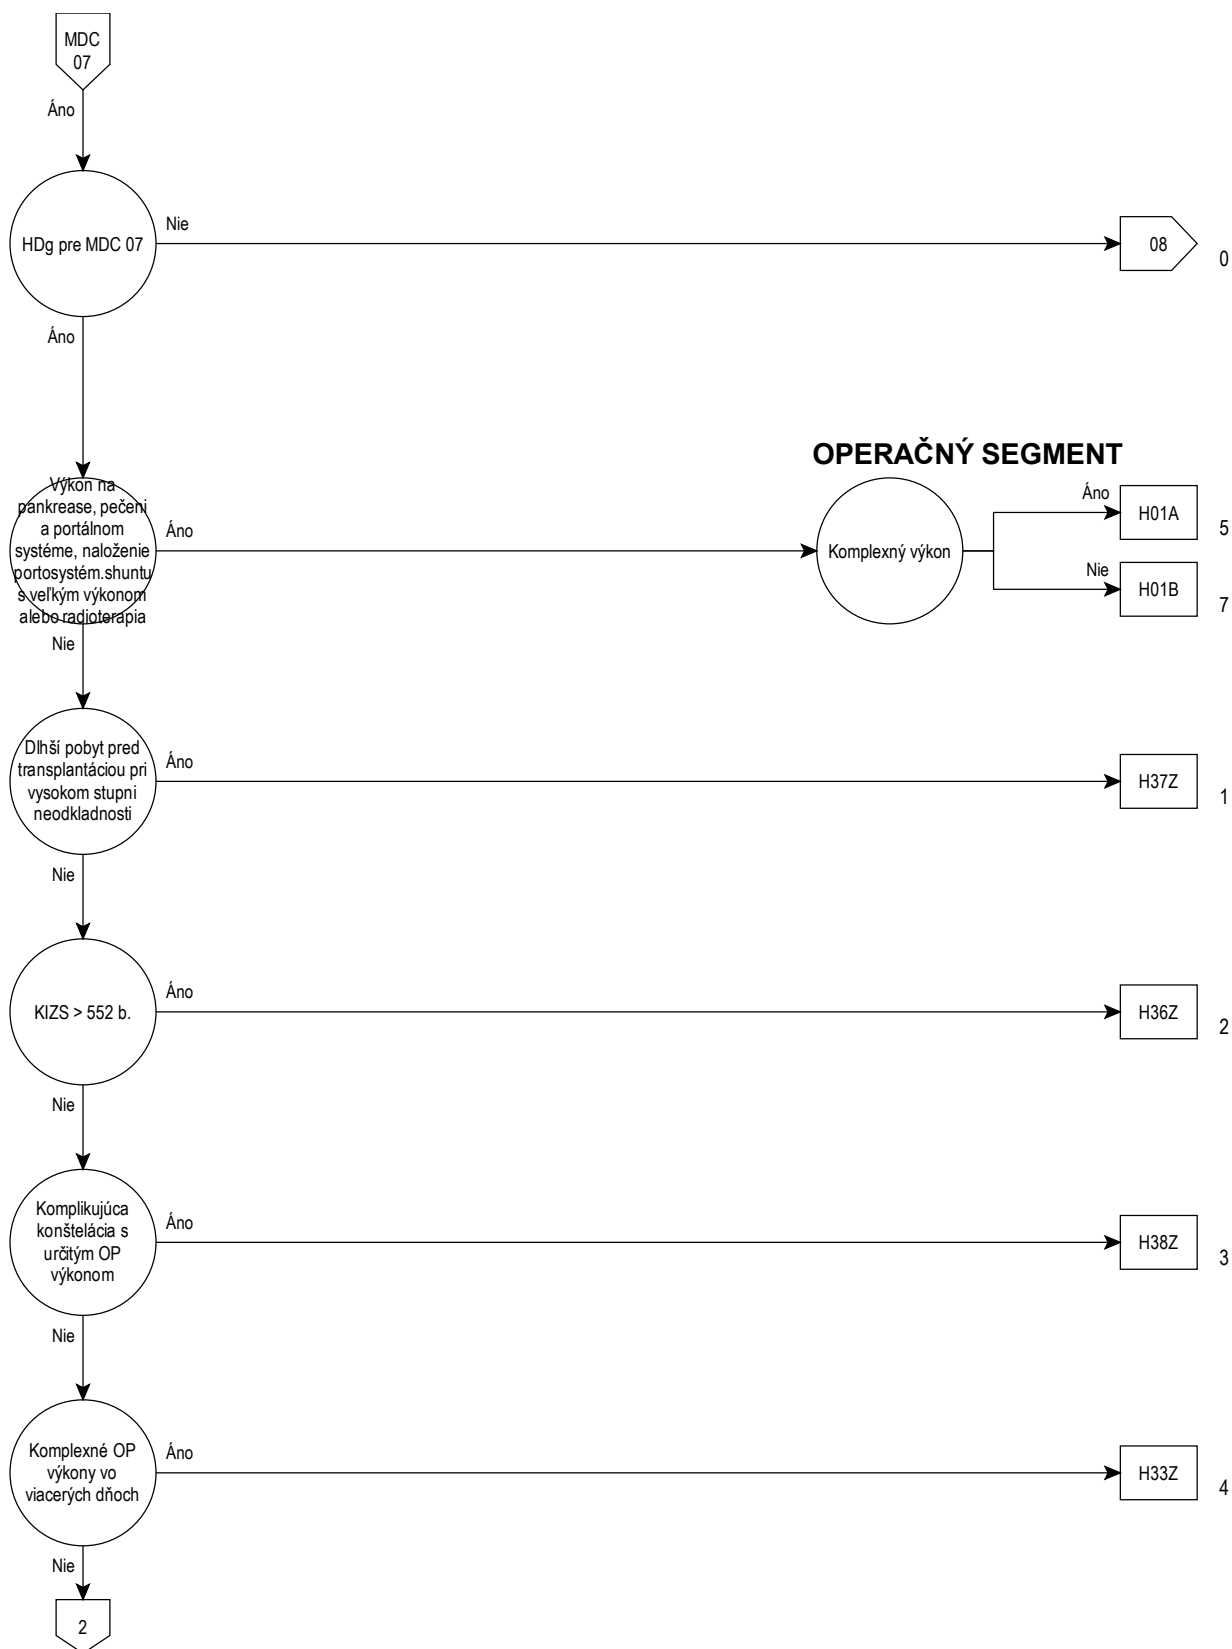 MDC
07
Áno
HDg pre MDC 07
Nie
08
0
Áno
OPERAČNÝ SEGMENT
Výkon na
pankrease, pečeni
a portálnom
systéme, naloženie
portosystém.shuntu
s veľkým výkonom
alebo radioterapia
Áno
Komplexný výkon
Áno
H01A
5
Nie
H01B
7
Nie
Dlhší pobyt pred
transplantáciou pri
vysokom stupni
neodkladnosti
Áno
H37Z
1
Nie
KIZS > 552 b.
Áno
H36Z
2
Nie
Komplikujúca
konštelácia s
určitým OP
výkonom
Áno
H38Z
3
Nie
Komplexné OP
výkony vo
viacerých dňoch
Áno
H33Z
4
Nie
2